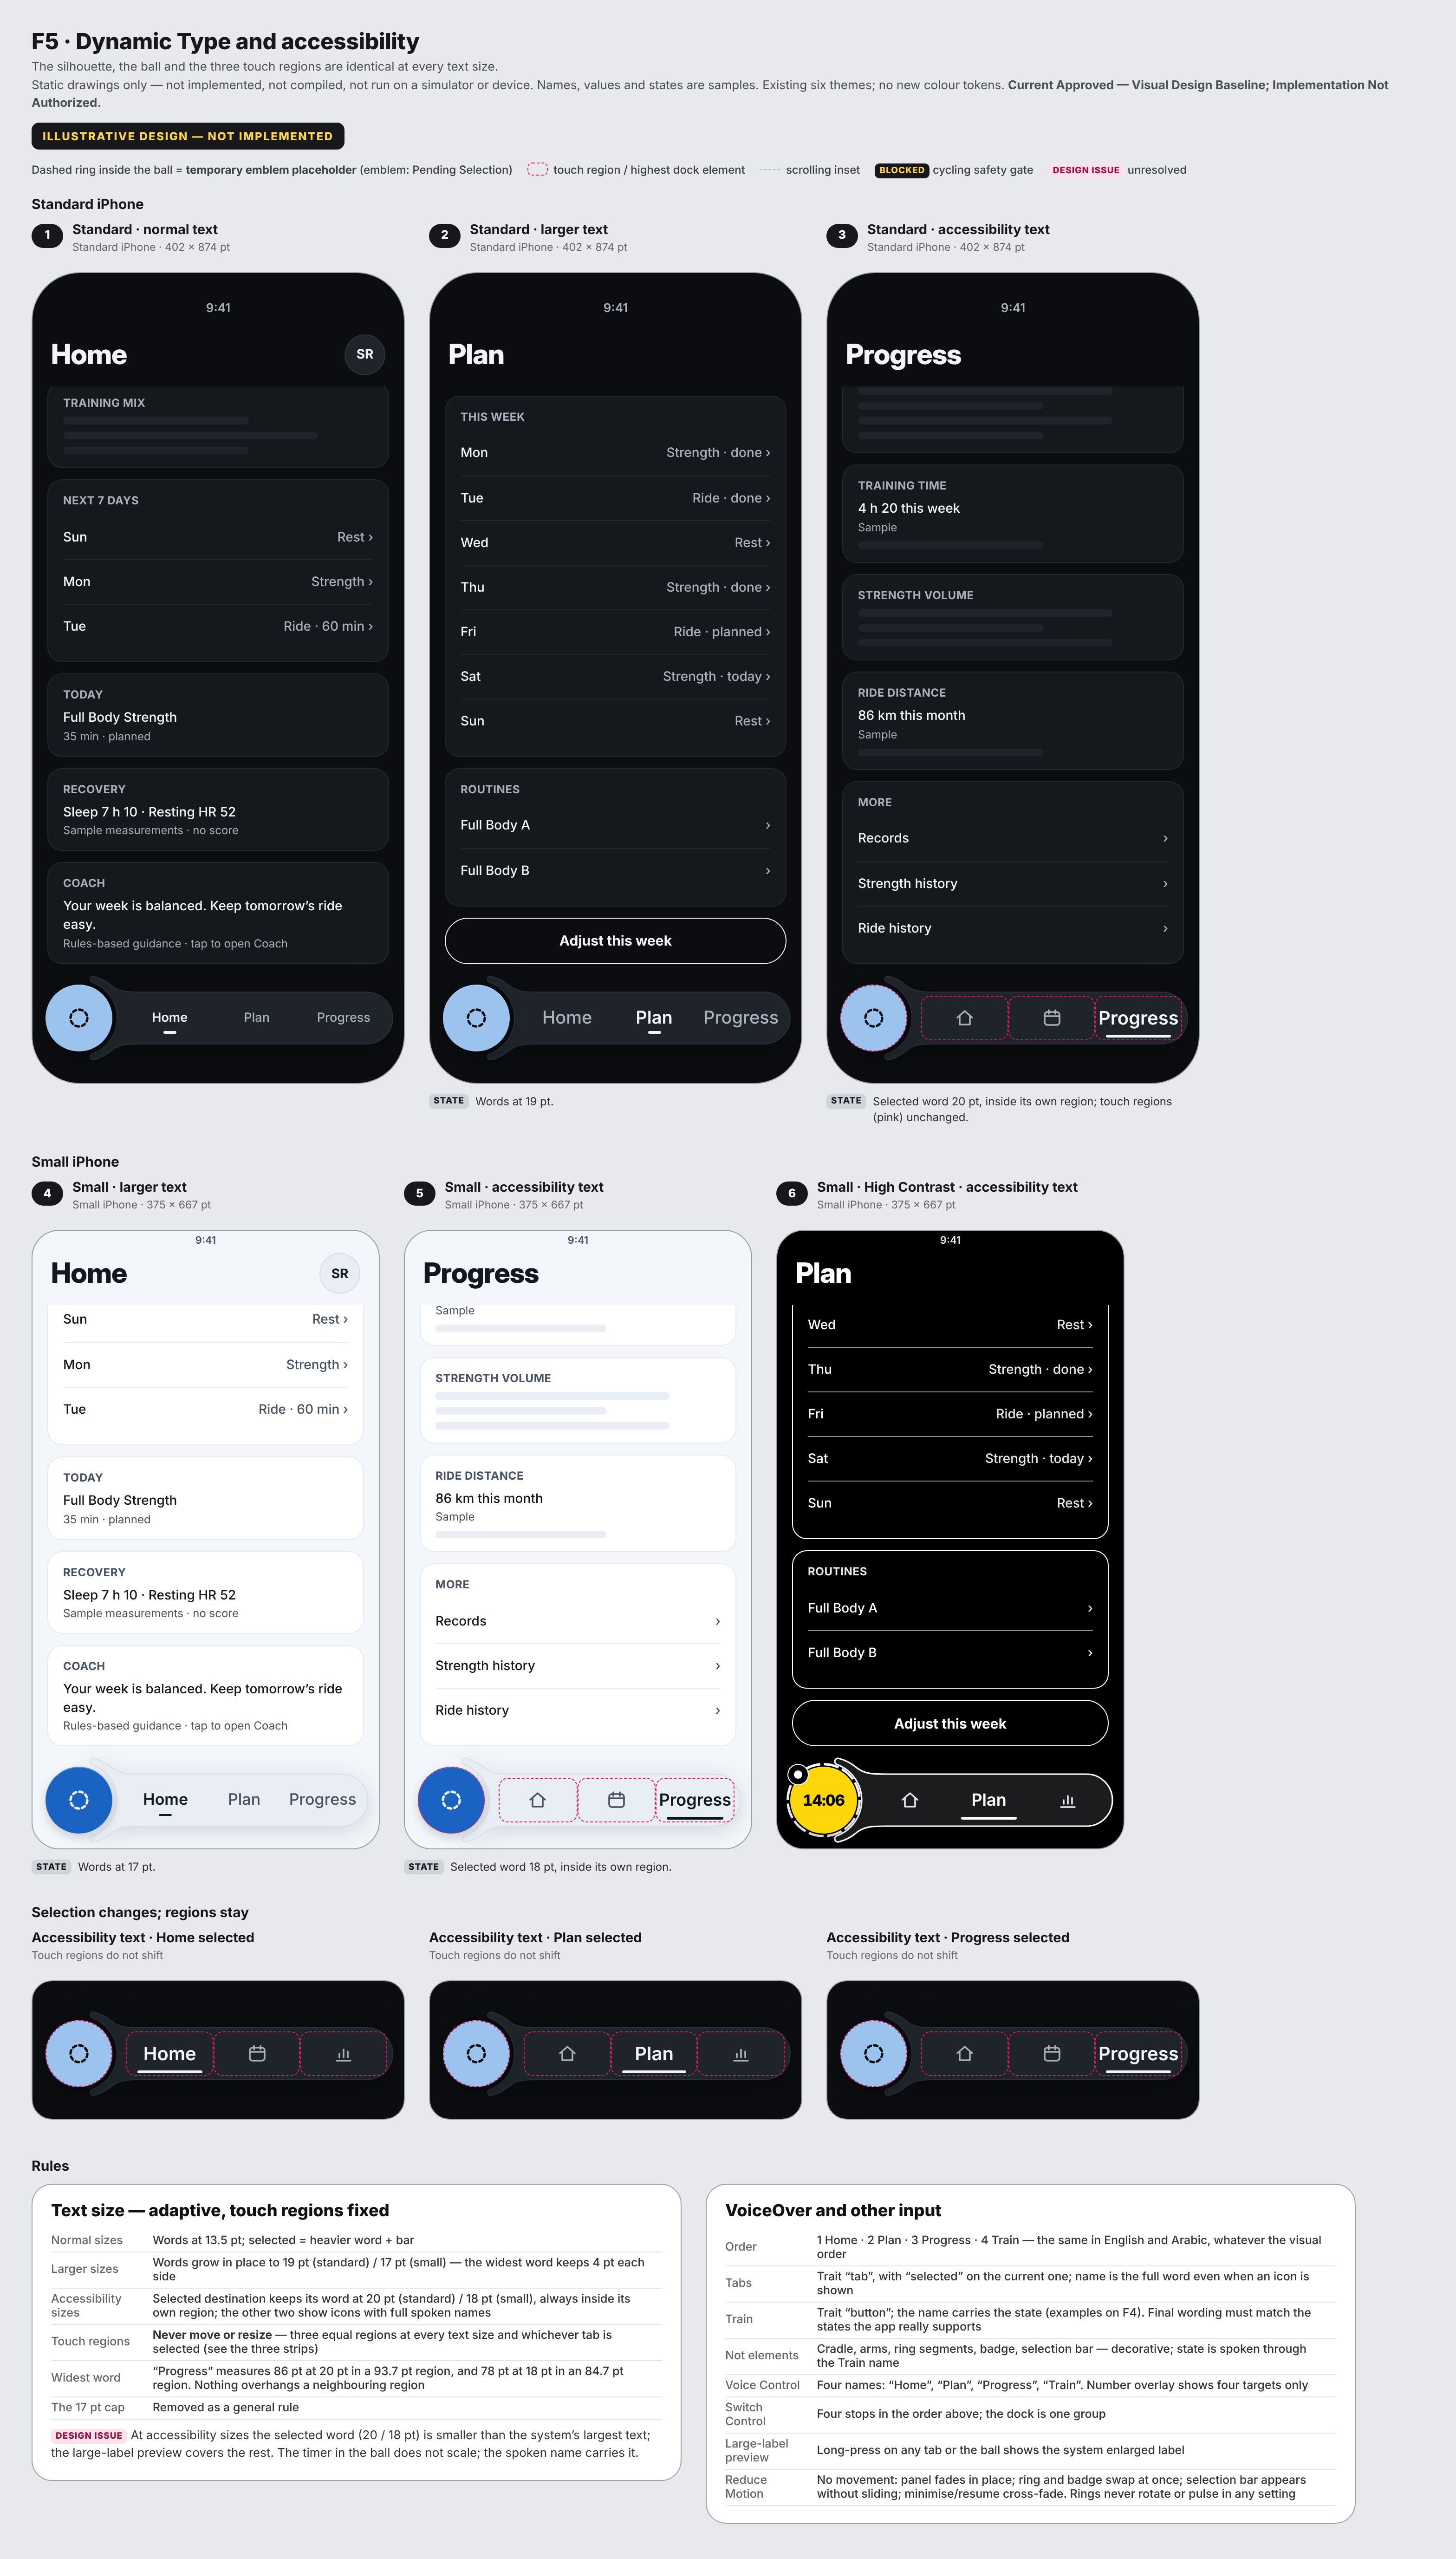 F5 · Dynamic Type and accessibility
The silhouette, the ball and the three touch regions are identical at every text size.
Static drawings only — not implemented, not compiled, not run on a simulator or device. Names, values and states are samples. Existing six themes; no new colour tokens. Current Approved — Visual Design Baseline; Implementation Not
Authorized.
ILLUSTRATIVE DESIGN — NOT IMPLEMENTED
Dashed ring inside the ball = temporary emblem placeholder (emblem: Pending Selection) touch region / highest dock element scrolling inset BLOCKED cycling safety gate DESIGN ISSUE unresolved
Standard iPhone
1 Standard · normal text
Standard iPhone · 402 × 874 pt
9:41
Home SR
TRAINING MIX
NEXT 7 DAYS
Sun Rest ›
Mon Strength ›
Tue Ride · 60 min ›
TODAY
Full Body Strength
35 min · planned
RECOVERY
Sleep 7 h 10 · Resting HR 52
Sample measurements · no score
COACH
Your week is balanced. Keep tomorrow’s ride
easy.
Rules-based guidance · tap to open Coach
Home Plan Progress
2 Standard · larger text
Standard iPhone · 402 × 874 pt
9:41
Plan
THIS WEEK
Mon Strength · done ›
Tue Ride · done ›
Wed Rest ›
Thu Strength · done ›
Fri Ride · planned ›
Sat Strength · today ›
Sun Rest ›
ROUTINES
Full Body A ›
Full Body B ›
Adjust this week
Home Plan Progress
STATE Words at 19 pt.
3 Standard · accessibility text
Standard iPhone · 402 × 874 pt
9:41
Progress
TRAINING TIME
4 h 20 this week
Sample
STRENGTH VOLUME
RIDE DISTANCE
86 km this month
Sample
MORE
Records ›
Strength history ›
Ride history ›
Progress
STATE Selected word 20 pt, inside its own region; touch regions
(pink) unchanged.
Small iPhone
4 Small · larger text
Small iPhone · 375 × 667 pt
9:41
Home SR
Sun Rest ›
Mon Strength ›
Tue Ride · 60 min ›
TODAY
Full Body Strength
35 min · planned
RECOVERY
Sleep 7 h 10 · Resting HR 52
Sample measurements · no score
COACH
Your week is balanced. Keep tomorrow’s ride
easy.
Rules-based guidance · tap to open Coach
Home Plan Progress
STATE Words at 17 pt.
5 Small · accessibility text
Small iPhone · 375 × 667 pt
9:41
Progress
Sample
STRENGTH VOLUME
RIDE DISTANCE
86 km this month
Sample
MORE
Records ›
Strength history ›
Ride history ›
Progress
STATE Selected word 18 pt, inside its own region.
6 Small · High Contrast · accessibility text
Small iPhone · 375 × 667 pt
9:41
Plan
Wed Rest ›
Thu Strength · done ›
Fri Ride · planned ›
Sat Strength · today ›
Sun Rest ›
ROUTINES
Full Body A ›
Full Body B ›
Adjust this week
14:06 Plan
Selection changes; regions stay
Accessibility text · Home selected
Touch regions do not shift
Home
Accessibility text · Plan selected
Touch regions do not shift
Plan
Accessibility text · Progress selected
Touch regions do not shift
Progress
Rules
Text size — adaptive, touch regions fixed
Normal sizes Words at 13.5 pt; selected = heavier word + bar
Larger sizes Words grow in place to 19 pt (standard) / 17 pt (small) — the widest word keeps 4 pt each
side
Accessibility sizes Selected destination keeps its word at 20 pt (standard) / 18 pt (small), always inside its
own region; the other two show icons with full spoken names
Touch regions Never move or resize — three equal regions at every text size and whichever tab is
selected (see the three strips)
Widest word “Progress” measures 86 pt at 20 pt in a 93.7 pt region, and 78 pt at 18 pt in an 84.7 pt
region. Nothing overhangs a neighbouring region
The 17 pt cap Removed as a general rule
DESIGN ISSUE At accessibility sizes the selected word (20 / 18 pt) is smaller than the system’s largest text;
the large-label preview covers the rest. The timer in the ball does not scale; the spoken name carries it.
VoiceOver and other input
Order 1 Home · 2 Plan · 3 Progress · 4 Train — the same in English and Arabic, whatever the visual
order
Tabs Trait “tab”, with “selected” on the current one; name is the full word even when an icon is
shown
Train Trait “button”; the name carries the state (examples on F4). Final wording must match the
states the app really supports
Not elements Cradle, arms, ring segments, badge, selection bar — decorative; state is spoken through
the Train name
Voice Control Four names: “Home”, “Plan”, “Progress”, “Train”. Number overlay shows four targets only
Switch Control Four stops in the order above; the dock is one group
Large-label preview Long-press on any tab or the ball shows the system enlarged label
Reduce Motion No movement: panel fades in place; ring and badge swap at once; selection bar appears
without sliding; minimise/resume cross-fade. Rings never rotate or pulse in any setting